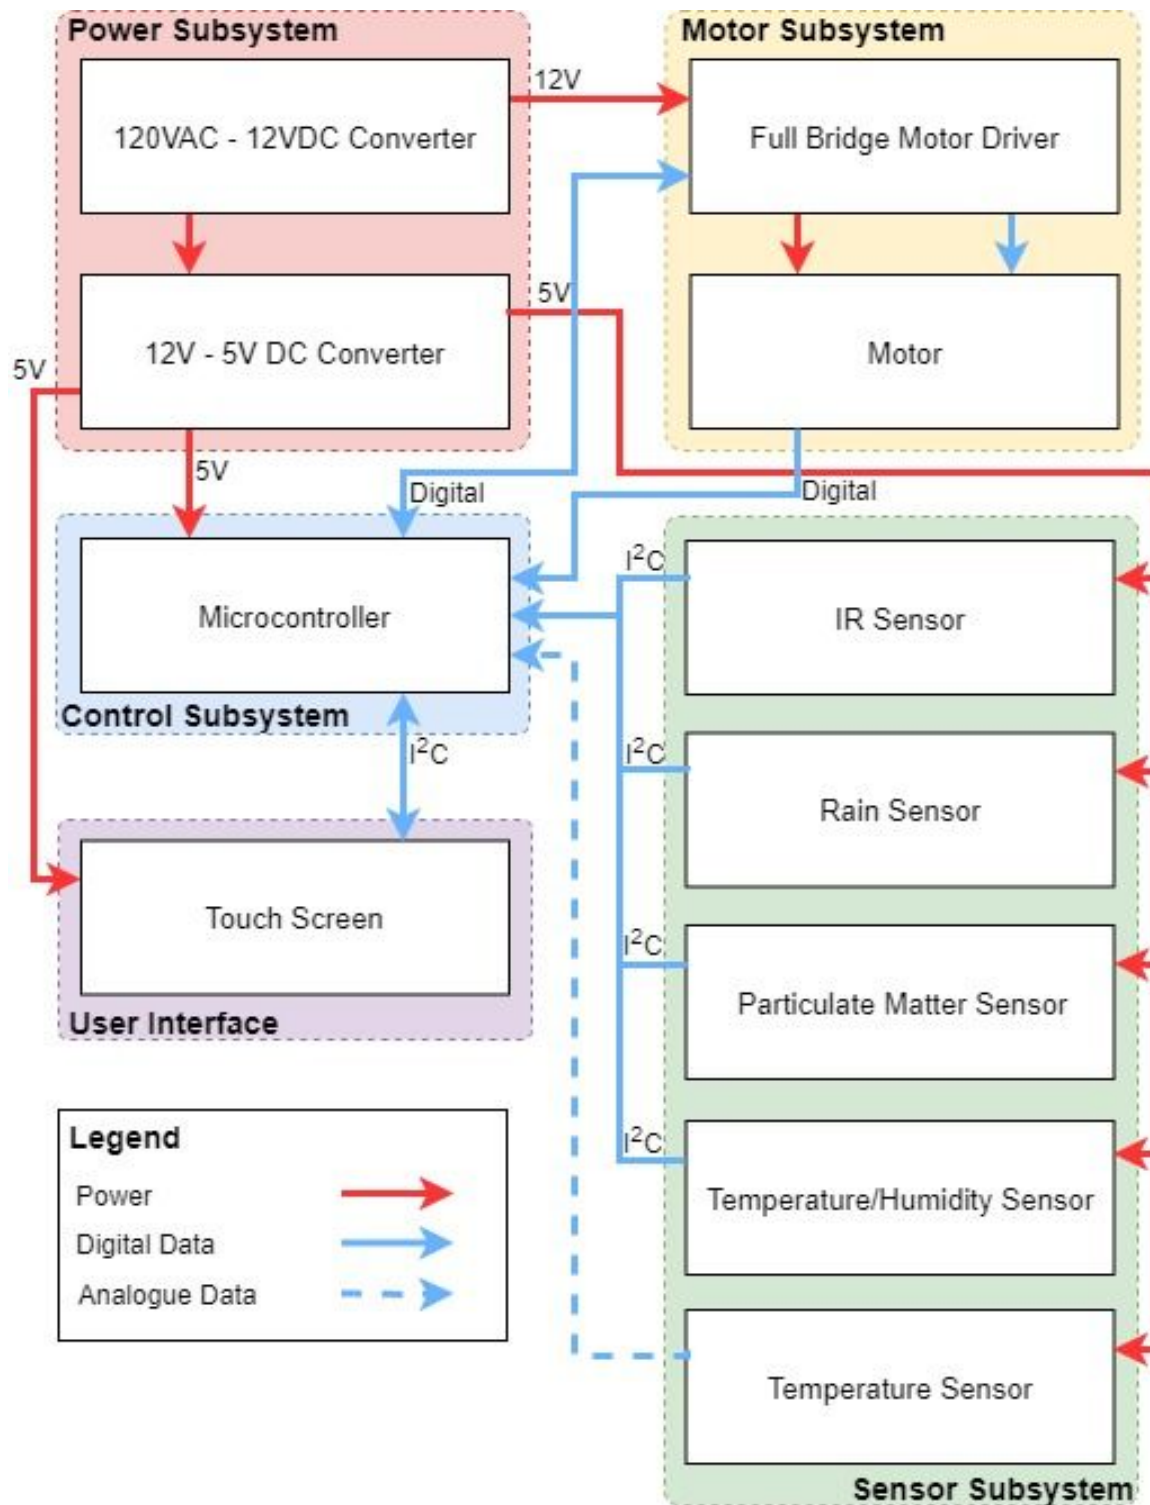 Power Subsystem
120VAC - 12VDC Converter
12V - 5V DC Converter
12V
5V
5V
5V
Motor Subsystem
Full Bridge Motor Driver
Motor
Digital
Digital
Microcontroller
Control Subsystem
I²C
Touch Screen
User Interface
I²C
IR Sensor
I²C
Rain Sensor
I²C
Particulate Matter Sensor
I²C
Temperature/Humidity Sensor
Temperature Sensor
Sensor Subsystem
Legend
Power
Digital Data
Analogue Data